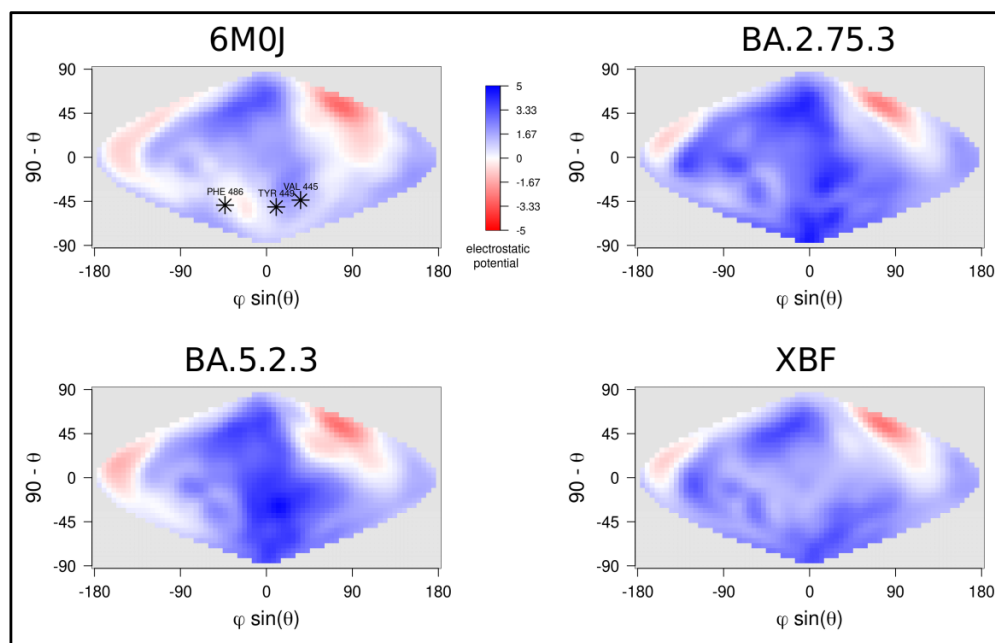 6M0J
90
45
0
-45
-90
90 - θ
PHE 486
TYR 449
VAL 445
-180 -90 0 90 180
φ sin(θ)
5
3.33
1.67
0
-1.67
-3.33
-5
electrostatic
potential
BA.2.75.3
90
45
0
-45
-90
90 - θ
-180 -90 0 90 180
φ sin(θ)
BA.5.2.3
90
45
0
-45
-90
90 - θ
-180 -90 0 90 180
φ sin(θ)
XBF
90
45
0
-45
-90
90 - θ
-180 -90 0 90 180
φ sin(θ)